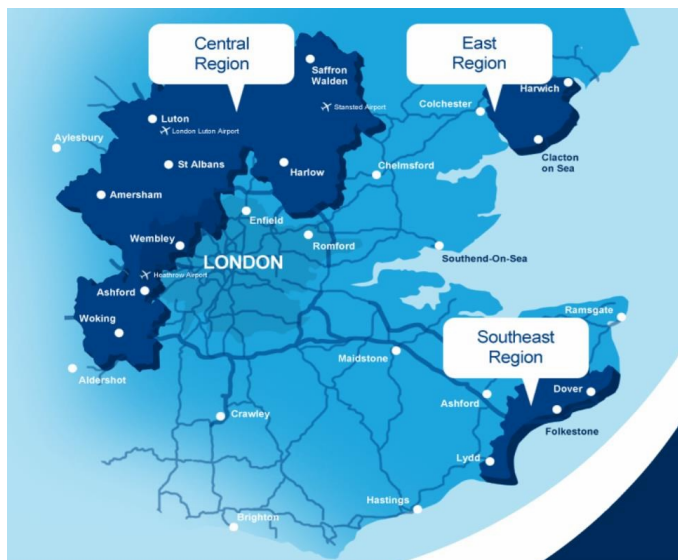 Central
Region
East
Region
Saffron
Walden
Harwich
Stansted Airport
Colchester
Luton
London Luton Airport
Aylesbury
Clacton
on Sea
St Albans
Harlow
Chelmsford
Amersham
Enfield
Wembley
Romford
LONDON
Southend-On-Sea
Heathrow Airport
Ashford
Woking
Ramsgate
Southeast
Region
Maidstone
Aldershot
Dover
Ashford
Crawley
Folkestone
Lydd
Hastings
Brighton